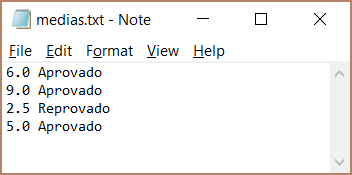 medias.txt - Note
File Edit Format View Help
6.0 Aprovado
9.0 Aprovado
2.5 Reprovado
5.0 Aprovado